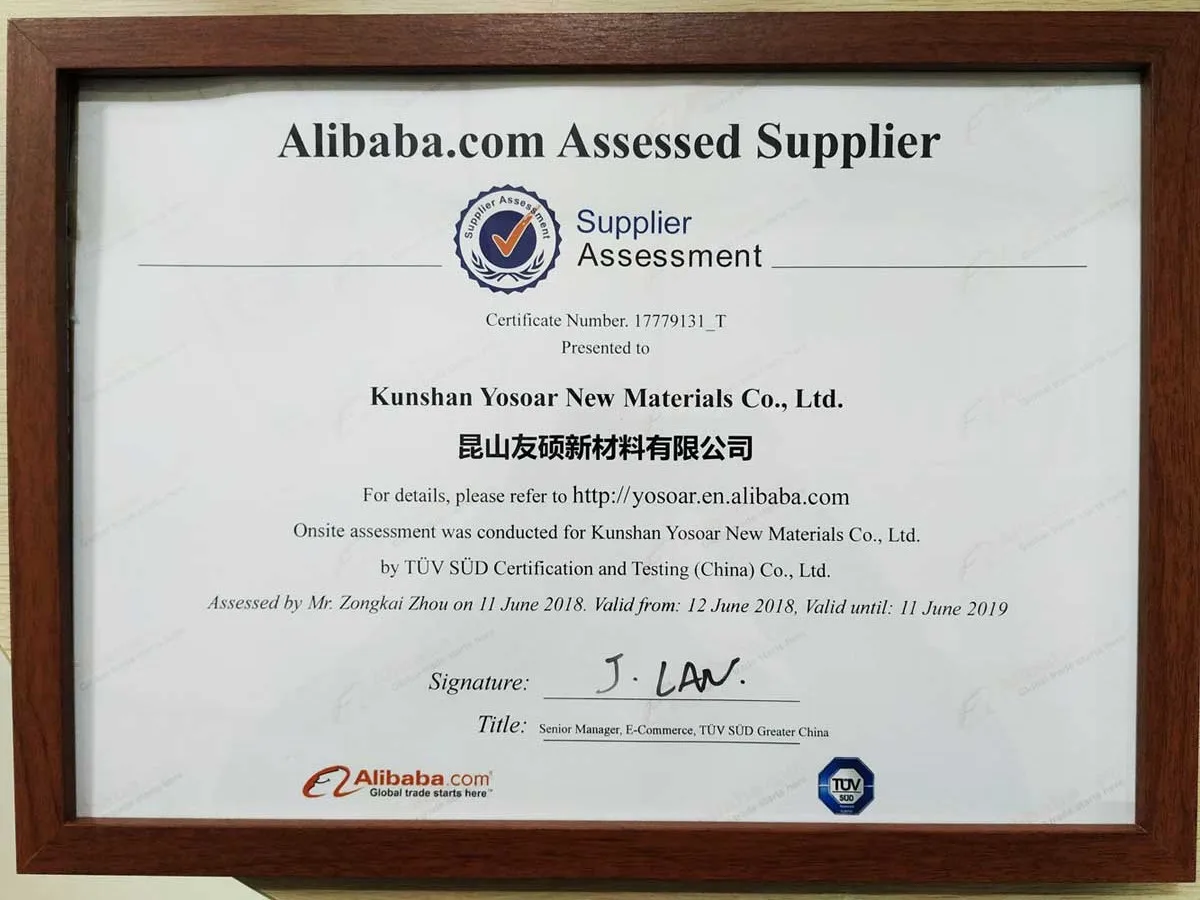 Alibaba.com Assessed Supplier
Supplier Assessment
Supplier
Assessment
Certificate Number. 17779131_T
Presented to
Kunshan Yosoar New Materials Co., Ltd.
昆山友硕新材料有限公司
For details, please refer to http://yosoar.en.alibaba.com
Onsite assessment was conducted for Kunshan Yosoar New Materials Co., Ltd.
by TÜV SÜD Certification and Testing (China) Co., Ltd.
Assessed by Mr. Zongkai Zhou on 11 June 2018. Valid from: 12 June 2018, Valid until: 11 June 2019
Signature: J. LAN.
Title: Senior Manager, E-Commerce, TÜV SÜD Greater China
Alibaba.com®
Global trade starts here™
TÜV
SÜD